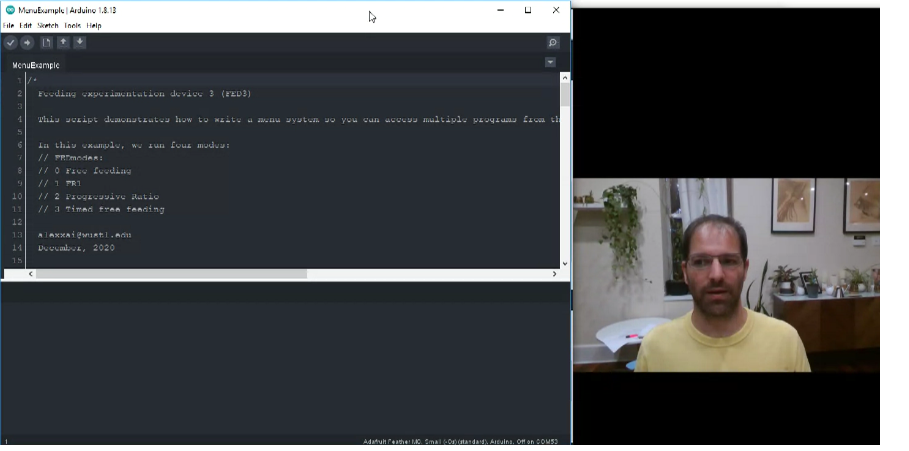 MenuExample | Arduino 1.8.13
File Edit Sketch Tools Help
MenuExample
1 /*
2 Feeding experimentation device 3 (FED3)
3
4 This script demonstrates how to write a menu system so you can access multiple programs from th
5
6 In this example, we run four modes:
7 // FEDmodes:
8 // 0 Free feeding
9 // 1 FR1
10 // 2 Progressive Ratio
11 // 3 Timed free feeding
12
13 alexxai@wustl.edu
14 December, 2020
15
1 Adafruit Feather M0, Small (-Os) (standard), Arduino, Off on COM53